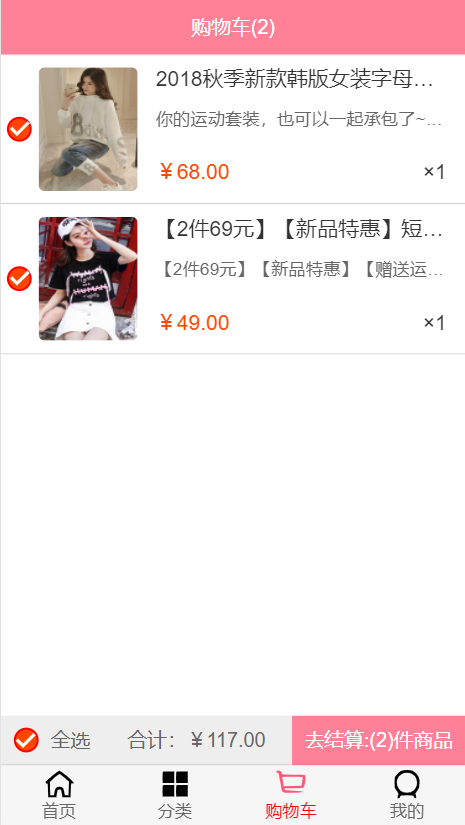 购物车(2)
2018秋季新款韩版女装字母…
你的运动套装，也可以一起承包了~…
￥68.00
×1
【2件69元】【新品特惠】短…
【2件69元】【新品特惠】【赠送运…
￥49.00
×1
全选 合计：￥117.00 去结算:(2)件商品
首页 分类 购物车 我的